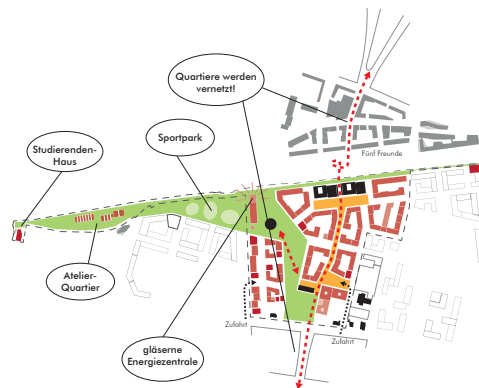 Quartiere werden
vernetzt!
Fünf Freunde
Sportpark
Studierenden-
Haus
Atelier-
Quartier
gläserne
Energiezentrale
Zufahrt
Zufahrt